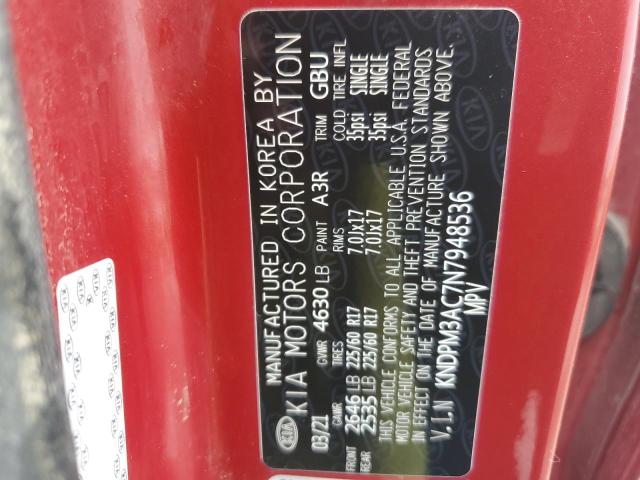 KIA MANUFACTURED IN KOREA BY
KIA MOTORS CORPORATION
03/21 GVWR 4630 LB PAINT A3R TRIM GBU
GAWR TIRES RIMS COLD TIRE INFL
FRONT 2646 LB 225/60 R17 7.0Jx17 35psi SINGLE
REAR 2535 LB 225/60 R17 7.0Jx17 35psi SINGLE
THIS VEHICLE CONFORMS TO ALL APPLICABLE U.S.A. FEDERAL
MOTOR VEHICLE SAFETY AND THEFT PREVENTION STANDARDS
IN EFFECT ON THE DATE OF MANUFACTURE SHOWN ABOVE.
V.I.N KNDPM3AC7N7948536
MPV